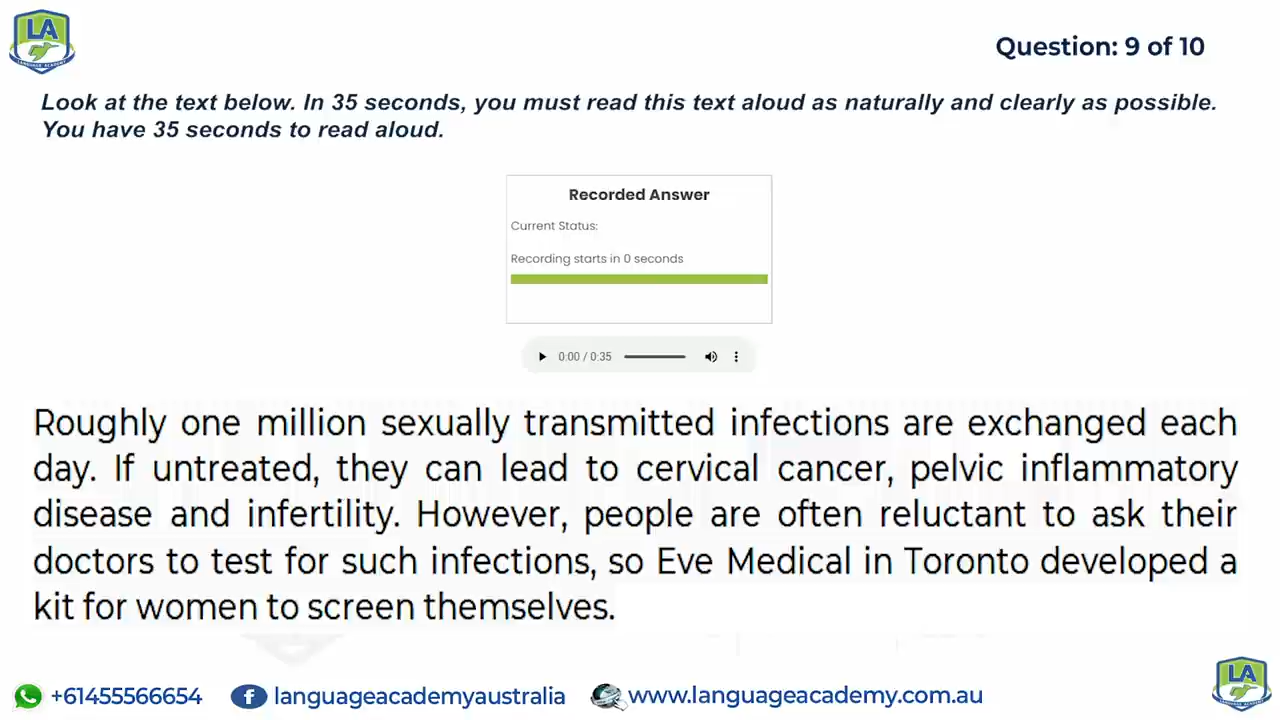 LA
LANGUAGE ACADEMY
Question: 9 of 10
Look at the text below. In 35 seconds, you must read this text aloud as naturally and clearly as possible.
You have 35 seconds to read aloud.
Recorded Answer
Current Status:
Recording starts in 0 seconds
0:00 / 0:35
Roughly one million sexually transmitted infections are exchanged each
day. If untreated, they can lead to cervical cancer, pelvic inflammatory
disease and infertility. However, people are often reluctant to ask their
doctors to test for such infections, so Eve Medical in Toronto developed a
kit for women to screen themselves.
+61455566654 f languageacademyaustralia www.languageacademy.com.au
LA